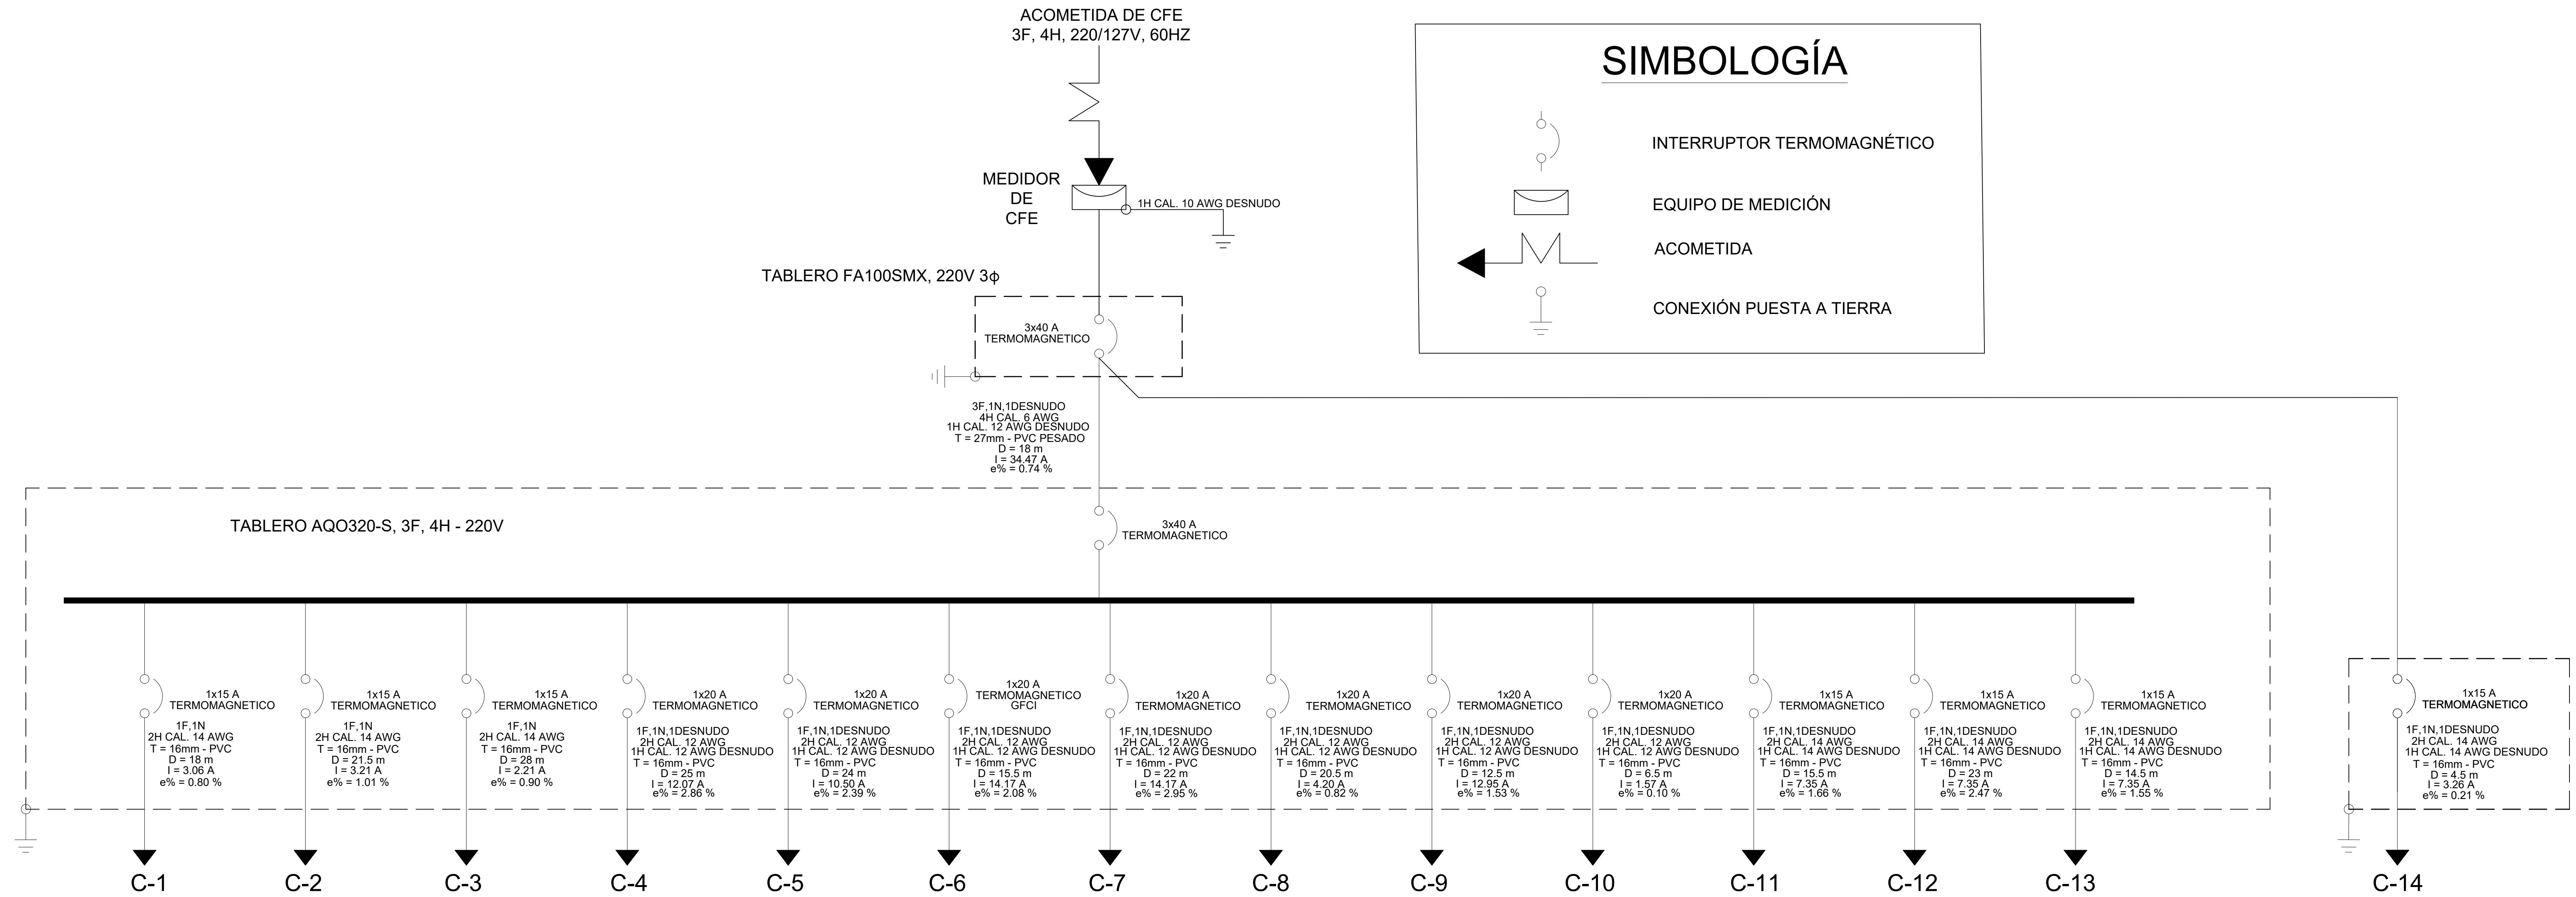 ACOMETIDA DE CFE
3F, 4H, 220/127V, 60HZ
SIMBOLOGÍA
INTERRUPTOR TERMOMAGNÉTICO
EQUIPO DE MEDICIÓN
ACOMETIDA
CONEXIÓN PUESTA A TIERRA
MEDIDOR
DE
CFE
1H CAL. 10 AWG DESNUDO
TABLERO FA100SMX, 220V 3ϕ
3x40 A
TERMOMAGNETICO
3F,1N,1DESNUDO
4H CAL. 6 AWG
1H CAL. 12 AWG DESNUDO
T = 27mm - PVC PESADO
D = 18 m
I = 34.47 A
e% = 0.74 %
TABLERO AQO320-S, 3F, 4H - 220V
3x40 A
TERMOMAGNETICO
1x15 A
TERMOMAGNETICO
1F,1N
2H CAL. 14 AWG
T = 16mm - PVC
D = 18 m
I = 3.06 A
e% = 0.80 %
C-1
1x15 A
TERMOMAGNETICO
1F,1N
2H CAL. 14 AWG
T = 16mm - PVC
D = 21.5 m
I = 3.21 A
e% = 1.01 %
C-2
1x15 A
TERMOMAGNETICO
1F,1N
2H CAL. 14 AWG
T = 16mm - PVC
D = 28 m
I = 2.21 A
e% = 0.90 %
C-3
1x20 A
TERMOMAGNETICO
1F,1N,1DESNUDO
2H CAL. 12 AWG
1H CAL. 12 AWG DESNUDO
T = 16mm - PVC
D = 25 m
I = 12.07 A
e% = 2.86 %
C-4
1x20 A
TERMOMAGNETICO
1F,1N,1DESNUDO
2H CAL. 12 AWG
1H CAL. 12 AWG DESNUDO
T = 16mm - PVC
D = 24 m
I = 10.50 A
e% = 2.39 %
C-5
1x20 A
TERMOMAGNETICO
GFCI
1F,1N,1DESNUDO
2H CAL. 12 AWG
1H CAL. 12 AWG DESNUDO
T = 16mm - PVC
D = 15.5 m
I = 14.17 A
e% = 2.08 %
C-6
1x20 A
TERMOMAGNETICO
1F,1N,1DESNUDO
2H CAL. 12 AWG
1H CAL. 12 AWG DESNUDO
T = 16mm - PVC
D = 22 m
I = 14.17 A
e% = 2.95 %
C-7
1x20 A
TERMOMAGNETICO
1F,1N,1DESNUDO
2H CAL. 12 AWG
1H CAL. 12 AWG DESNUDO
T = 16mm - PVC
D = 20.5 m
I = 4.20 A
e% = 0.82 %
C-8
1x20 A
TERMOMAGNETICO
1F,1N,1DESNUDO
2H CAL. 12 AWG
1H CAL. 12 AWG DESNUDO
T = 16mm - PVC
D = 12.5 m
I = 12.95 A
e% = 1.53 %
C-9
1x20 A
TERMOMAGNETICO
1F,1N,1DESNUDO
2H CAL. 12 AWG
1H CAL. 12 AWG DESNUDO
T = 16mm - PVC
D = 6.5 m
I = 1.57 A
e% = 0.10 %
C-10
1x15 A
TERMOMAGNETICO
1F,1N,1DESNUDO
2H CAL. 14 AWG
1H CAL. 14 AWG DESNUDO
T = 16mm - PVC
D = 15.5 m
I = 7.35 A
e% = 1.66 %
C-11
1x15 A
TERMOMAGNETICO
1F,1N,1DESNUDO
2H CAL. 14 AWG
1H CAL. 14 AWG DESNUDO
T = 16mm - PVC
D = 23 m
I = 7.35 A
e% = 2.47 %
C-12
1x15 A
TERMOMAGNETICO
1F,1N,1DESNUDO
2H CAL. 14 AWG
1H CAL. 14 AWG DESNUDO
T = 16mm - PVC
D = 14.5 m
I = 7.35 A
e% = 1.55 %
C-13
1x15 A
TERMOMAGNETICO
1F,1N,1DESNUDO
2H CAL. 14 AWG
1H CAL. 14 AWG DESNUDO
T = 16mm - PVC
D = 4.5 m
I = 3.26 A
e% = 0.21 %
C-14